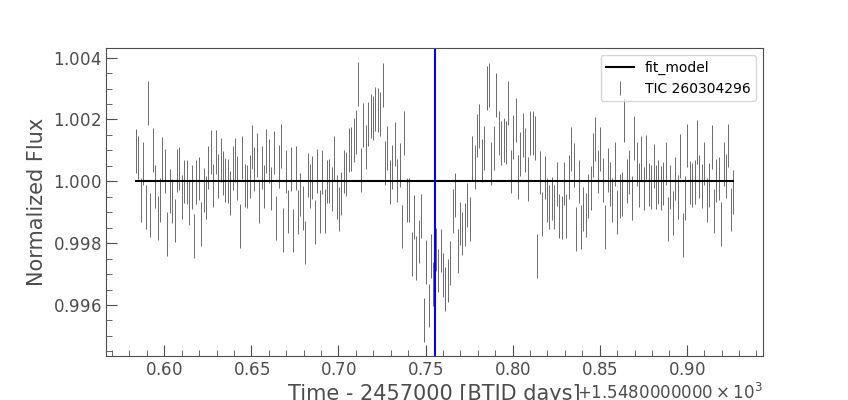 1.004
1.002
1.000
0.998
0.996
Normalized Flux
fit_model
TIC 260304296
0.60 0.65 0.70 0.75 0.80 0.85 0.90
Time - 2457000 [BTJD days]
+1.5480000000 × 10³